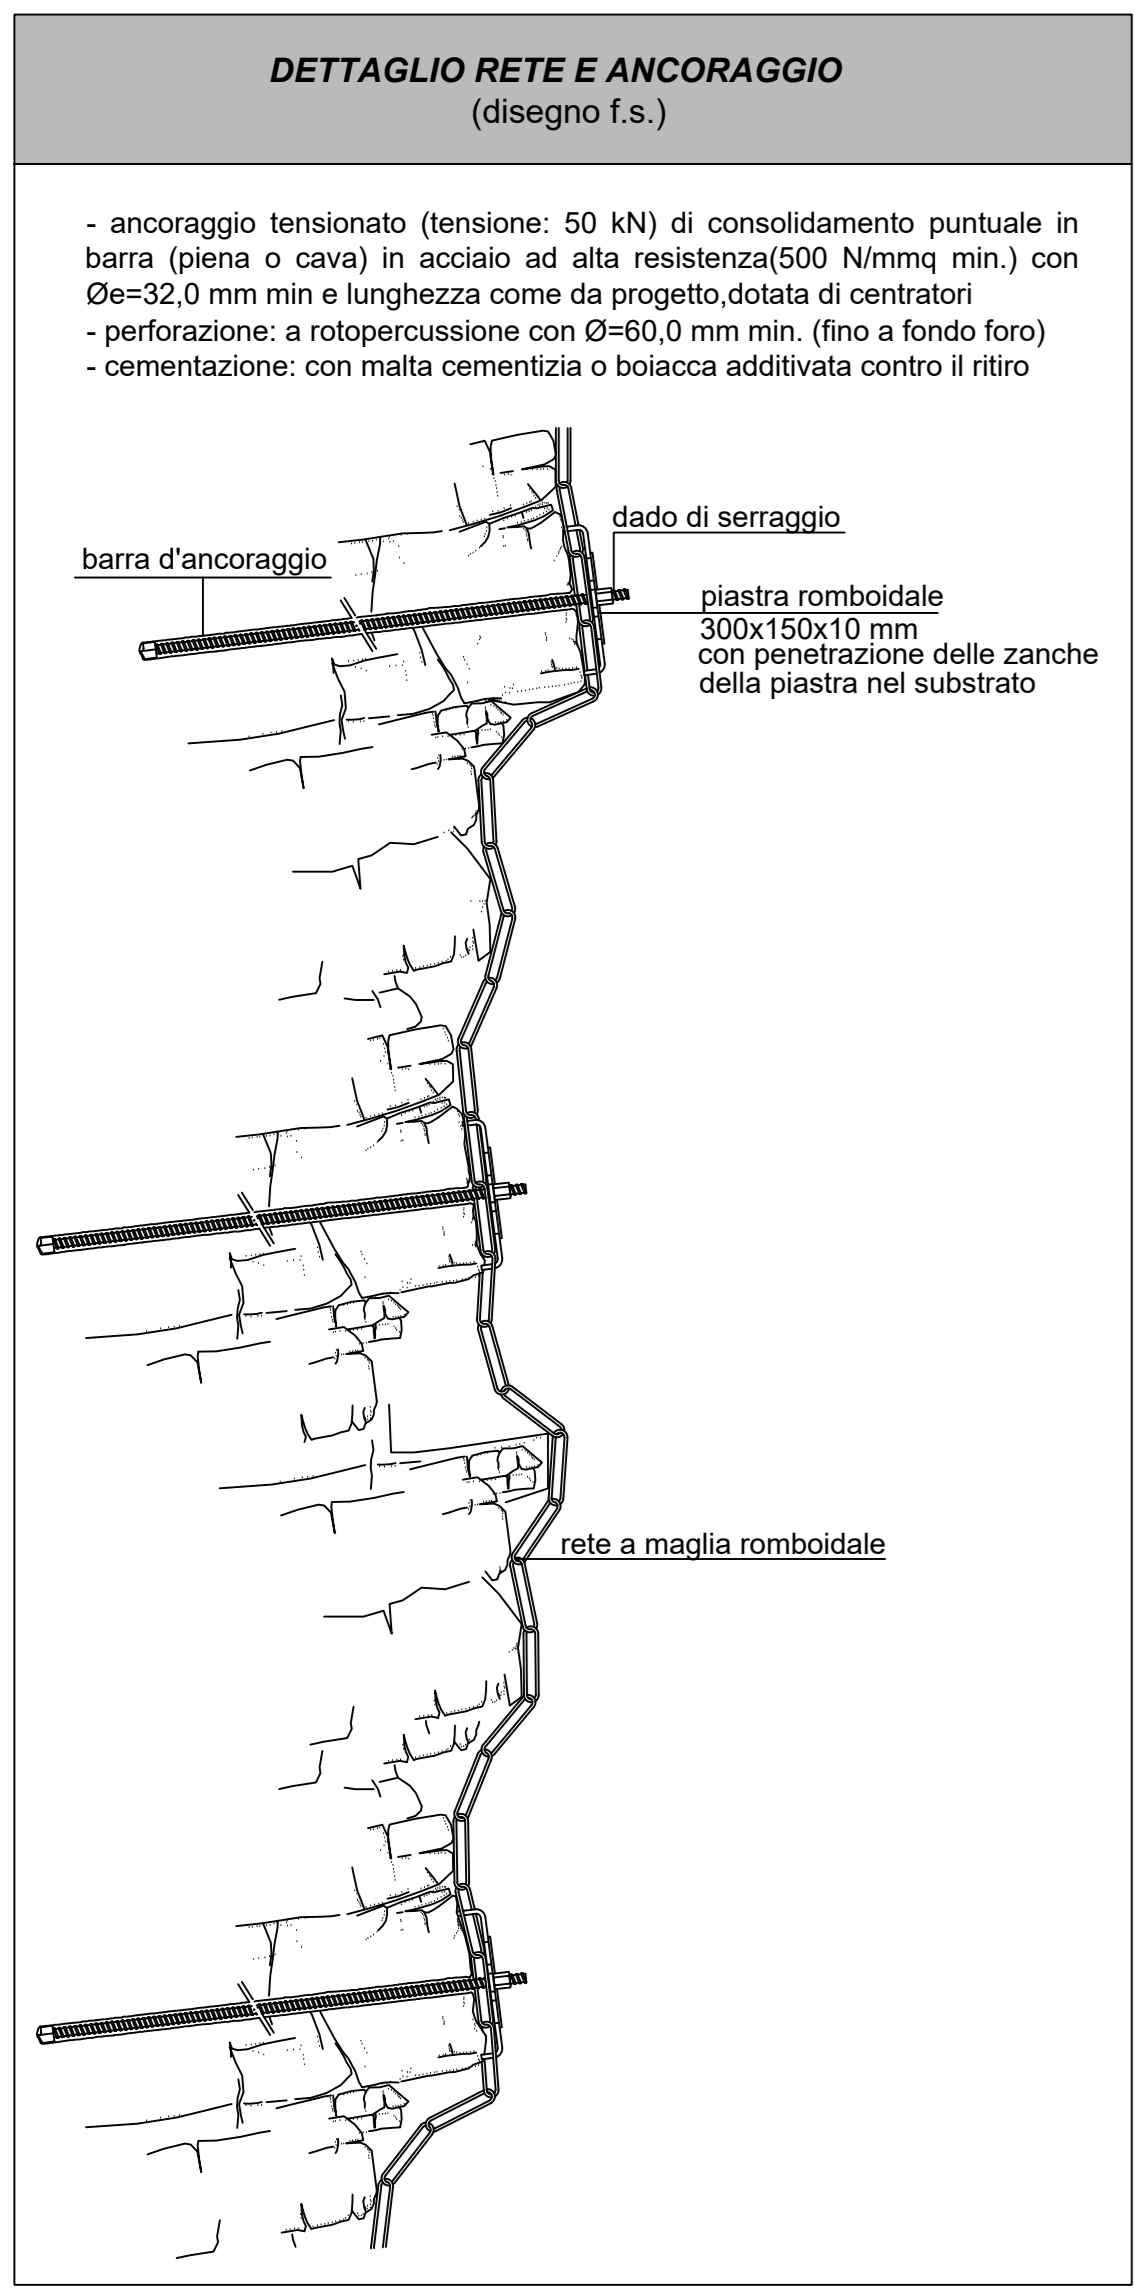 DETTAGLIO RETE E ANCORAGGIO
(disegno f.s.)
- ancoraggio tensionato (tensione: 50 kN) di consolidamento puntuale in
barra (piena o cava) in acciaio ad alta resistenza(500 N/mmq min.) con
Øe=32,0 mm min e lunghezza come da progetto,dotata di centratori
- perforazione: a rotopercussione con Ø=60,0 mm min. (fino a fondo foro)
- cementazione: con malta cementizia o boiacca additivata contro il ritiro
dado di serraggio
barra d'ancoraggio
piastra romboidale
300x150x10 mm
con penetrazione delle zanche
della piastra nel substrato
rete a maglia romboidale